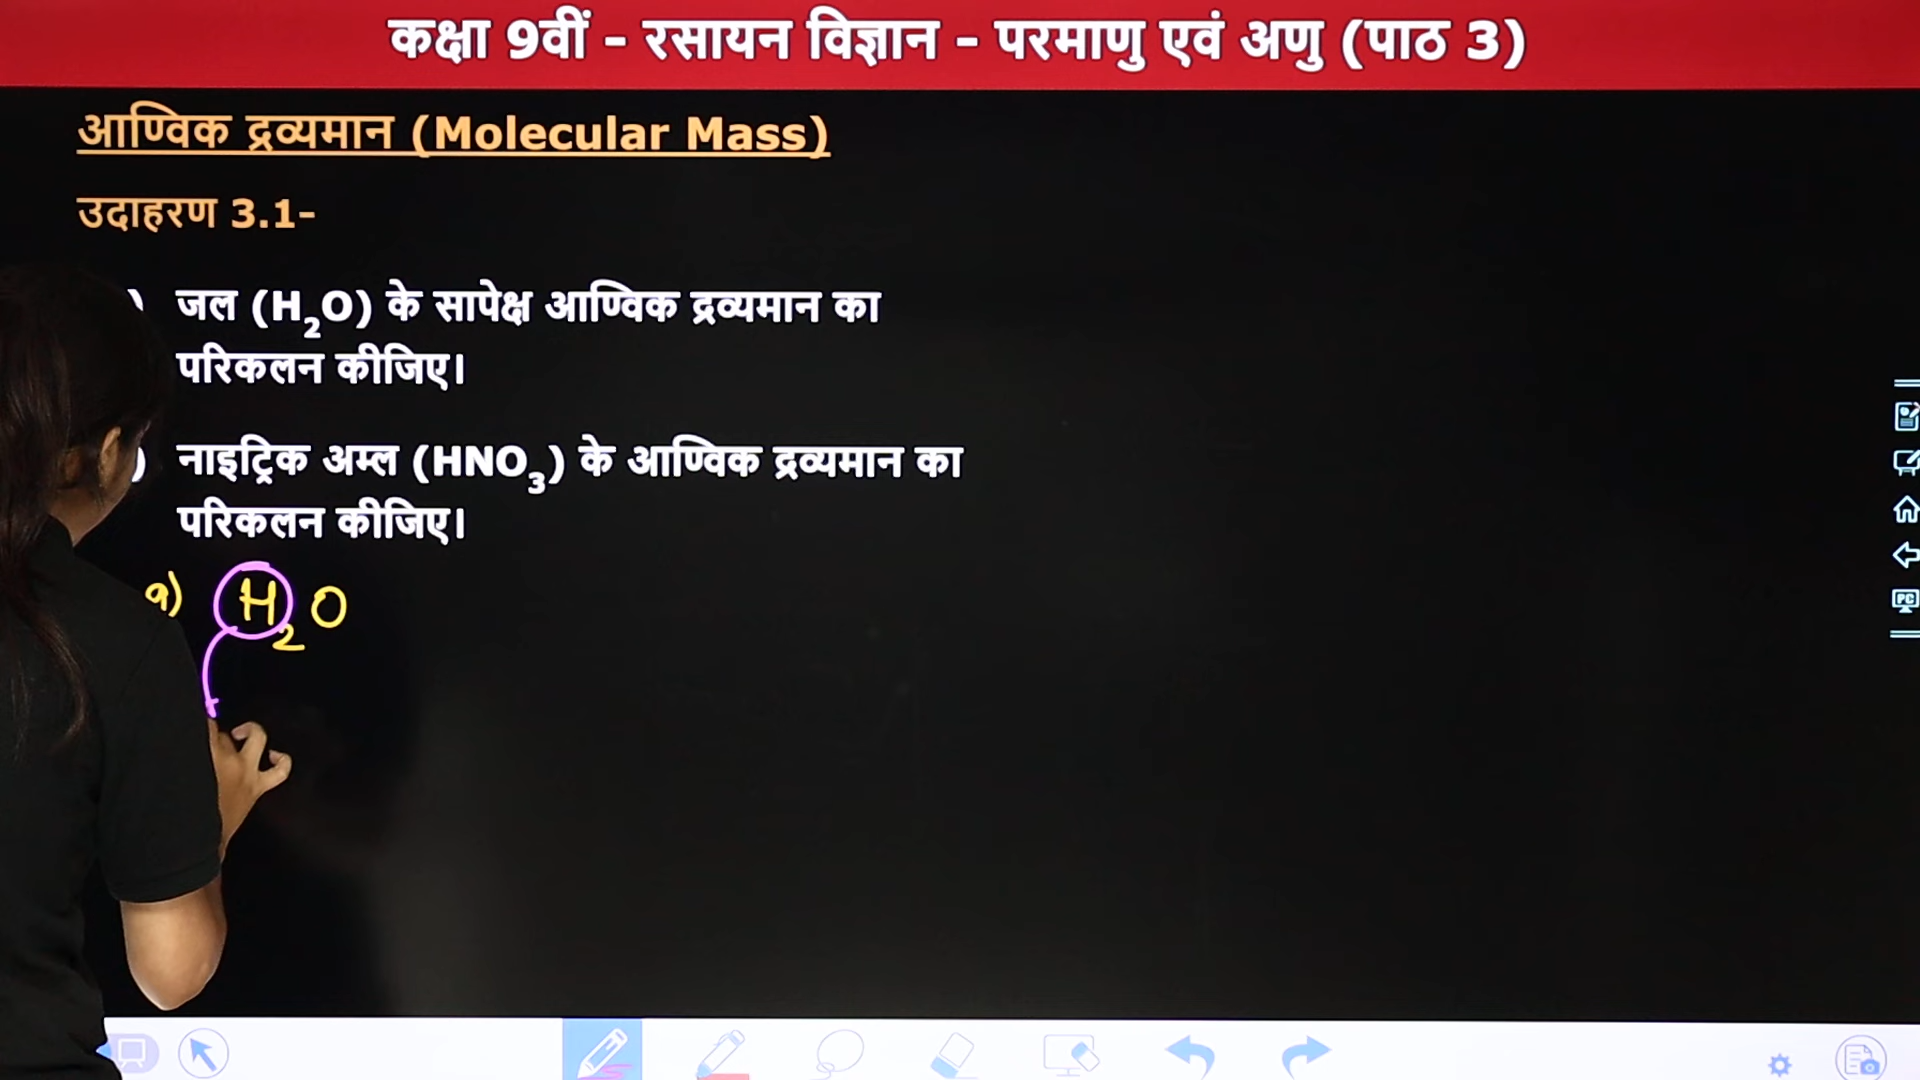 कक्षा 9वीं - रसायन विज्ञान - परमाणु एवं अणु (पाठ 3)
आण्विक द्रव्यमान (Molecular Mass)
उदाहरण 3.1-
) जल (H₂O) के सापेक्ष आण्विक द्रव्यमान का
परिकलन कीजिए।
) नाइट्रिक अम्ल (HNO₃) के आण्विक द्रव्यमान का
परिकलन कीजिए।
a) H₂O
PC